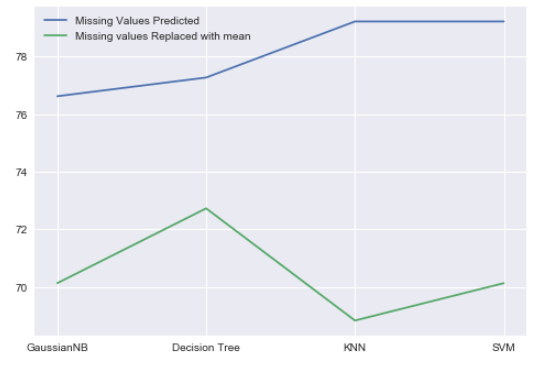 Missing Values Predicted
Missing values Replaced with mean
78
76
74
72
70
GaussianNB Decision Tree KNN SVM